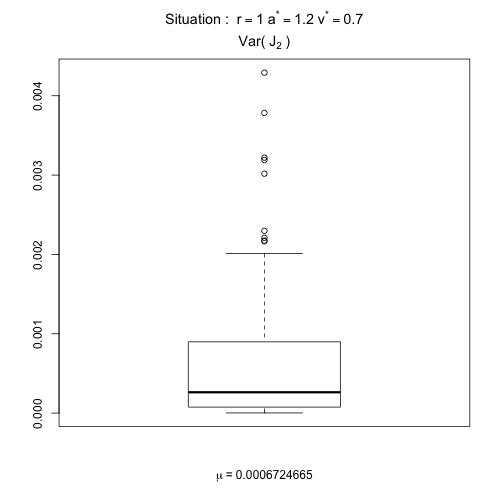 Situation : r = 1 a* = 1.2 v* = 0.7
Var( J₂ )
0.004
0.003
0.002
0.001
0.000
μ = 0.0006724665